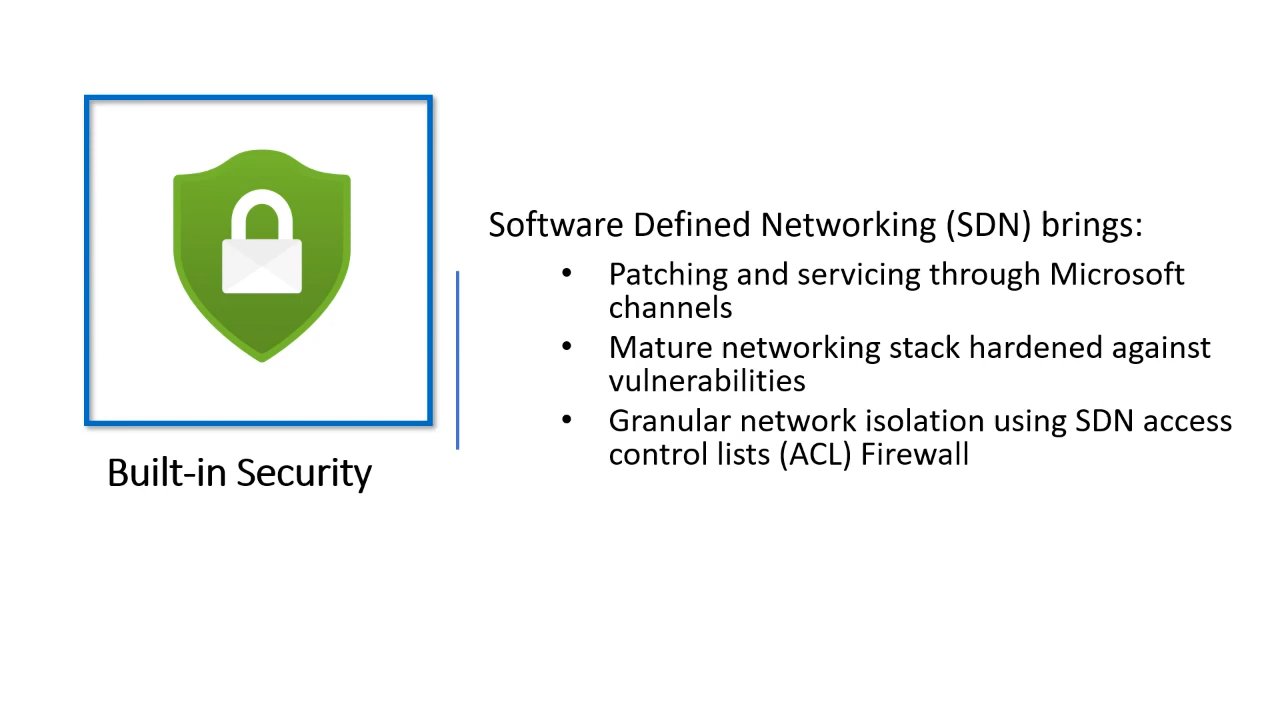 Built-in Security
Software Defined Networking (SDN) brings:
• Patching and servicing through Microsoft
channels
• Mature networking stack hardened against
vulnerabilities
• Granular network isolation using SDN access
control lists (ACL) Firewall